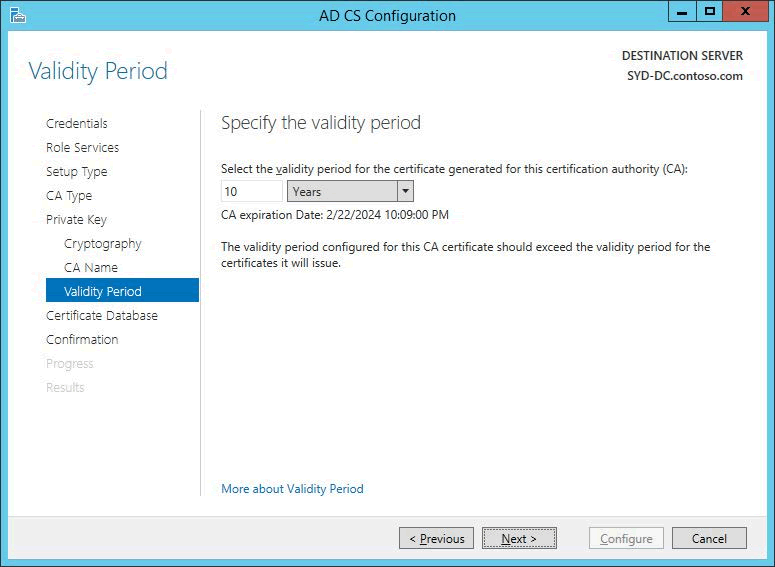 AD CS Configuration
X
Validity Period
DESTINATION SERVER
SYD-DC.contoso.com
Credentials
Role Services
Setup Type
CA Type
Private Key
Cryptography
CA Name
Validity Period
Certificate Database
Confirmation
Progress
Results
Specify the validity period
Select the validity period for the certificate generated for this certification authority (CA):
10 Years
CA expiration Date: 2/22/2024 10:09:00 PM
The validity period configured for this CA certificate should exceed the validity period for the
certificates it will issue.
More about Validity Period
< Previous Next > Configure Cancel